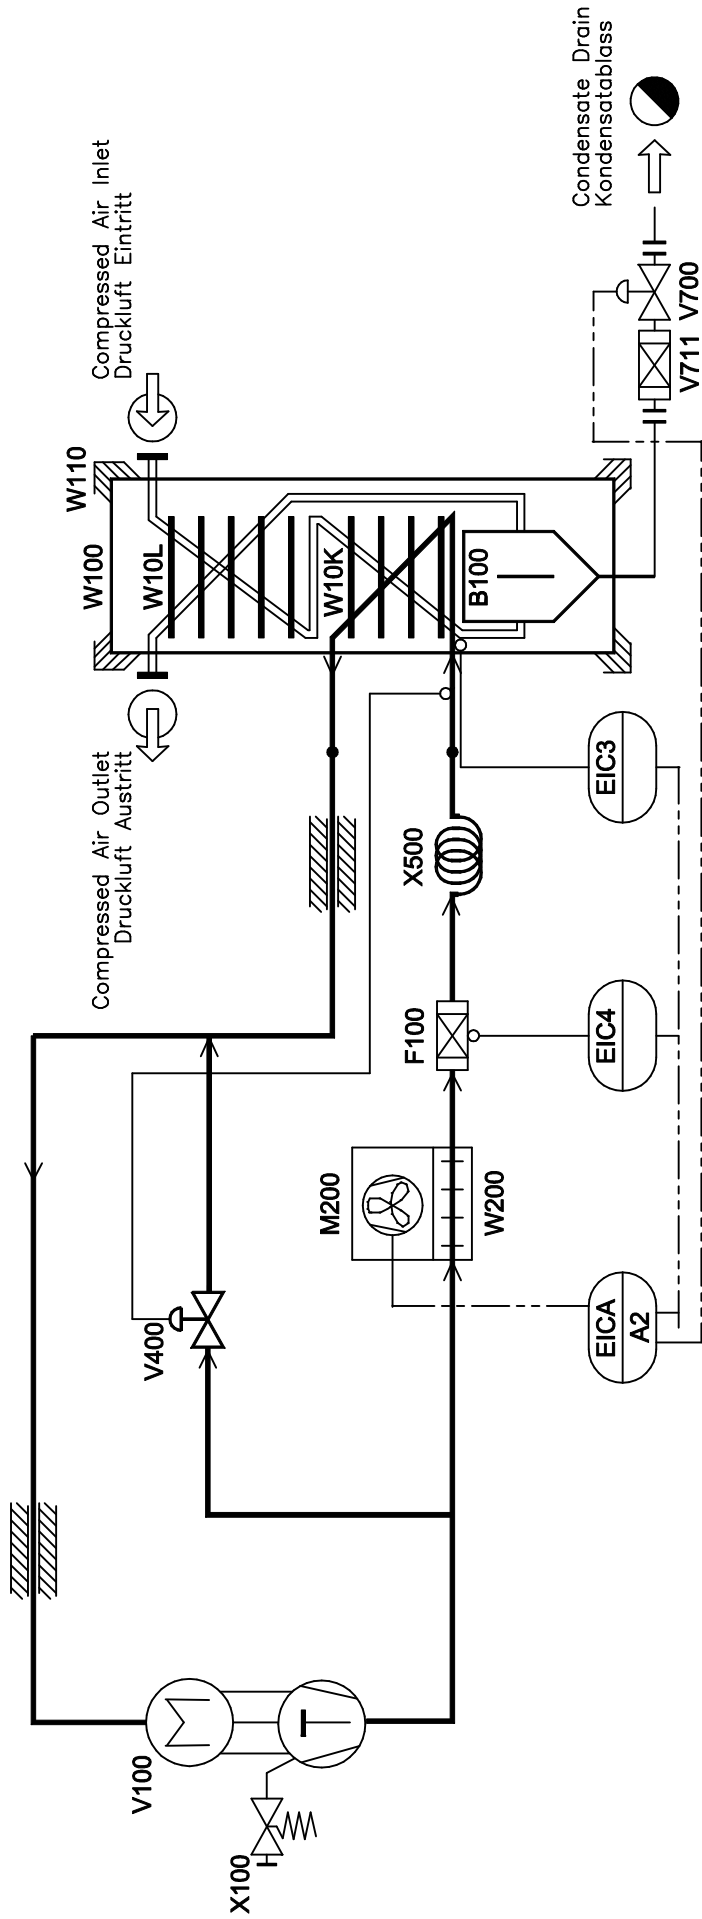 Compressed Air Inlet
Druckluft Eintritt
Compressed Air Outlet
Druckluft Austritt
Condensate Drain
Kondensatablass
W110
W100
W10L
W10K
B100
V711
V700
X500
F100
M200
W200
V400
V100
X100
EIC3
EIC4
EICA
A2